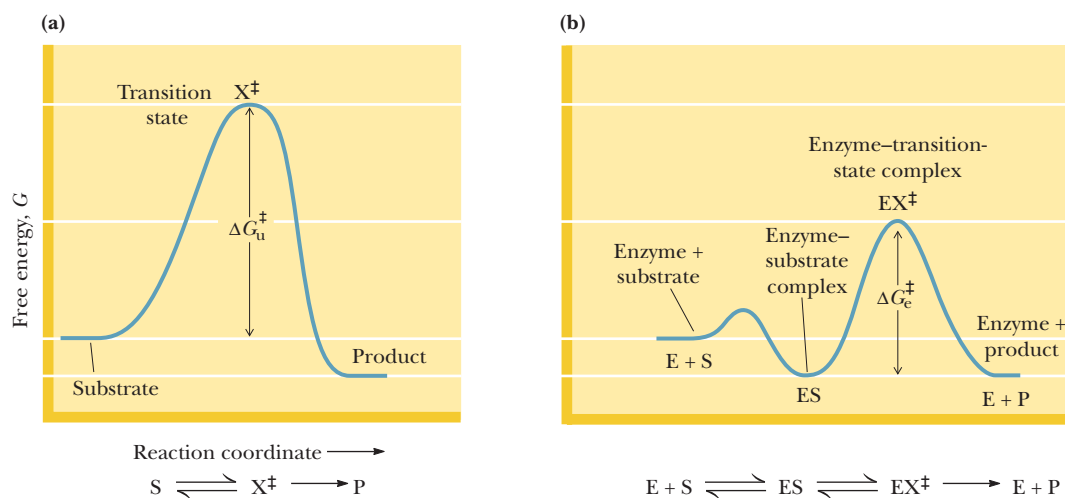 (a)
Transition
state
X‡
Free energy, G
ΔG‡u
Substrate
Product
Reaction coordinate ⟶
S ⇌ X‡ ⟶ P
(b)
Enzyme–transition-
state complex
EX‡
Enzyme +
substrate
Enzyme–
substrate
complex
ΔG‡e
Enzyme +
product
E + S
ES
E + P
E + S ⇌ ES ⇌ EX‡ ⟶ E + P